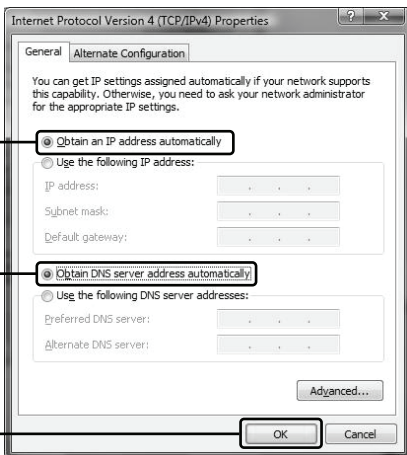 Internet Protocol Version 4 (TCP/IPv4) Properties
General
Alternate Configuration
You can get IP settings assigned automatically if your network supports
this capability. Otherwise, you need to ask your network administrator
for the appropriate IP settings.
Obtain an IP address automatically
Use the following IP address:
IP address:
Subnet mask:
Default gateway:
Obtain DNS server address automatically
Use the following DNS server addresses:
Preferred DNS server:
Alternate DNS server:
Advanced...
OK
Cancel